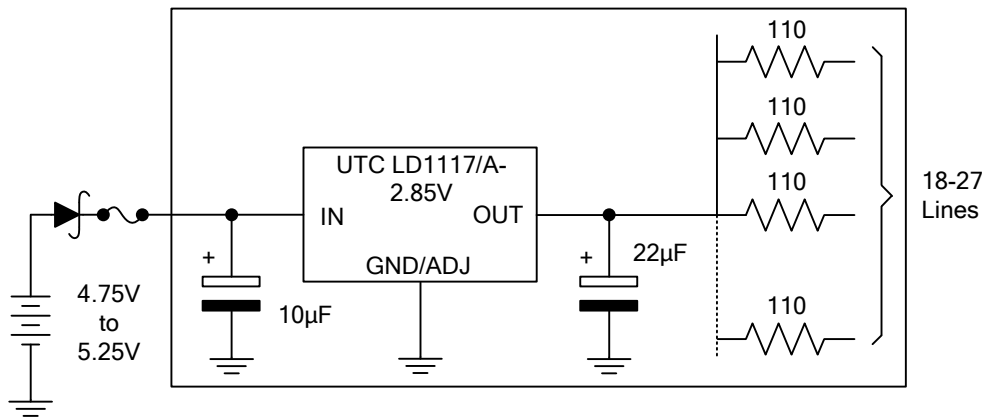 110
110
UTC LD1117/A-
2.85V
110
18-27
Lines
IN
OUT
+
+
22µF
GND/ADJ
4.75V
to
5.25V
10µF
110